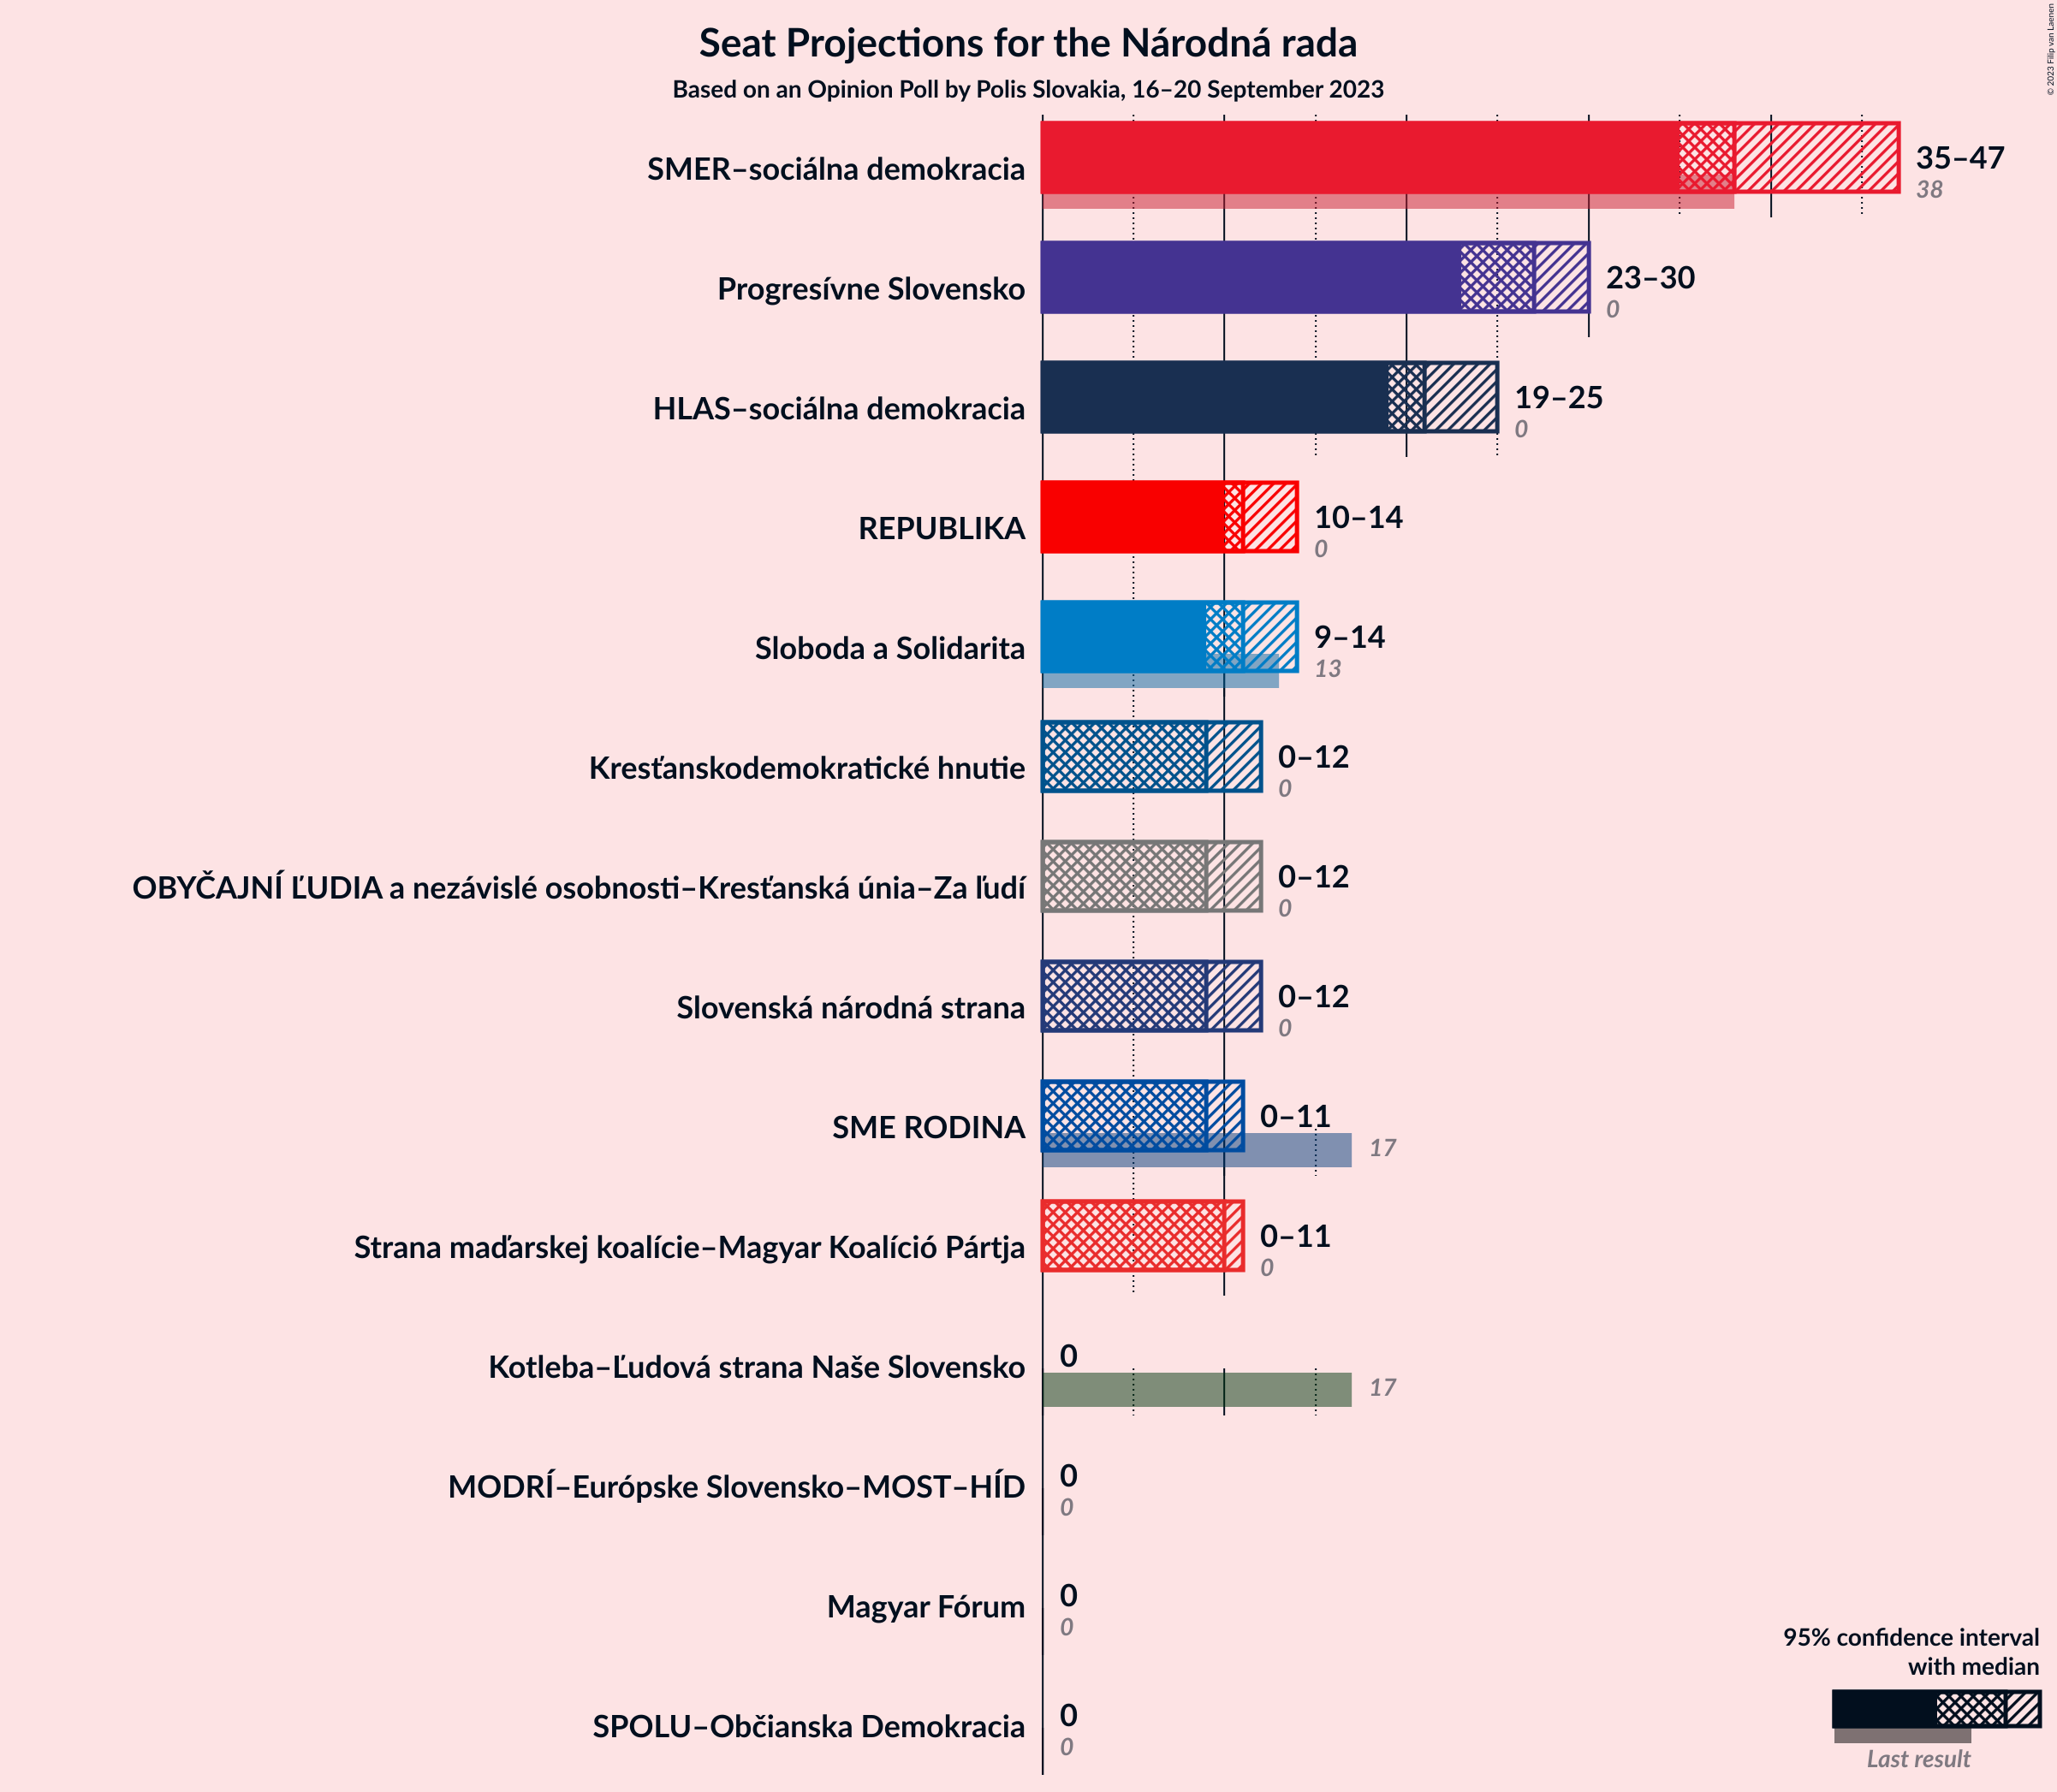 Seat Projections for the Národná rada
Based on an Opinion Poll by Polis Slovakia, 16–20 September 2023
© 2023 Filip van Laenen
SMER–sociálna demokracia
35–47
38
Progresívne Slovensko
23–30
0
HLAS–sociálna demokracia
19–25
0
REPUBLIKA
10–14
0
Sloboda a Solidarita
9–14
13
Kresťanskodemokratické hnutie
0–12
0
OBYČAJNÍ ĽUDIA a nezávislé osobnosti–Kresťanská únia–Za ľudí
0–12
0
Slovenská národná strana
0–12
0
SME RODINA
0–11
17
Strana maďarskej koalície–Magyar Koalíció Pártja
0–11
0
Kotleba–Ľudová strana Naše Slovensko
0
17
MODRÍ–Európske Slovensko–MOST–HÍD
0
0
Magyar Fórum
0
0
SPOLU–Občianska Demokracia
0
0
95% confidence interval
with median
Last result